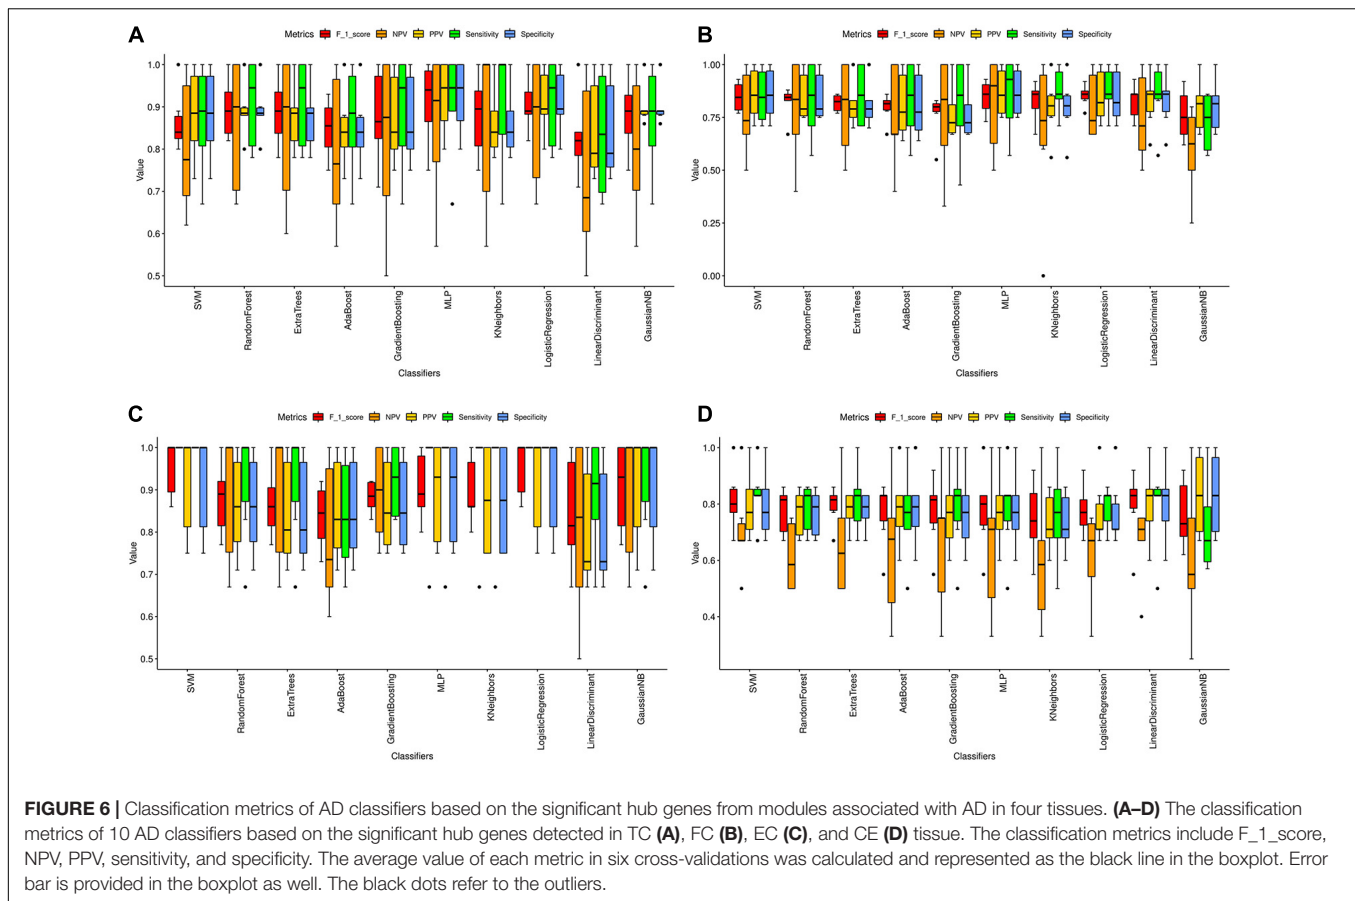 A
Metrics F_1_score NPV PPV Sensitivity Specificity
Value
1.0
0.9
0.8
0.7
0.6
0.5
SVM
RandomForest
ExtraTrees
AdaBoost
GradientBoosting
MLP
KNeighbors
LogisticRegression
LinearDiscriminant
GaussianNB
Classifiers
B
Metrics F_1_score NPV PPV Sensitivity Specificity
Value
1.00
0.75
0.50
0.25
0.00
SVM
RandomForest
ExtraTrees
AdaBoost
GradientBoosting
MLP
KNeighbors
LogisticRegression
LinearDiscriminant
GaussianNB
Classifiers
C
Metrics F_1_score NPV PPV Sensitivity Specificity
Value
1.0
0.9
0.8
0.7
0.6
0.5
SVM
RandomForest
ExtraTrees
AdaBoost
GradientBoosting
MLP
KNeighbors
LogisticRegression
LinearDiscriminant
GaussianNB
Classifiers
D
Metrics F_1_score NPV PPV Sensitivity Specificity
Value
1.0
0.8
0.6
0.4
SVM
RandomForest
ExtraTrees
AdaBoost
GradientBoosting
MLP
KNeighbors
LogisticRegression
LinearDiscriminant
GaussianNB
Classifiers
FIGURE 6 | Classification metrics of AD classifiers based on the significant hub genes from modules associated with AD in four tissues. (A–D) The classification
metrics of 10 AD classifiers based on the significant hub genes detected in TC (A), FC (B), EC (C), and CE (D) tissue. The classification metrics include F_1_score,
NPV, PPV, sensitivity, and specificity. The average value of each metric in six cross-validations was calculated and represented as the black line in the boxplot. Error
bar is provided in the boxplot as well. The black dots refer to the outliers.